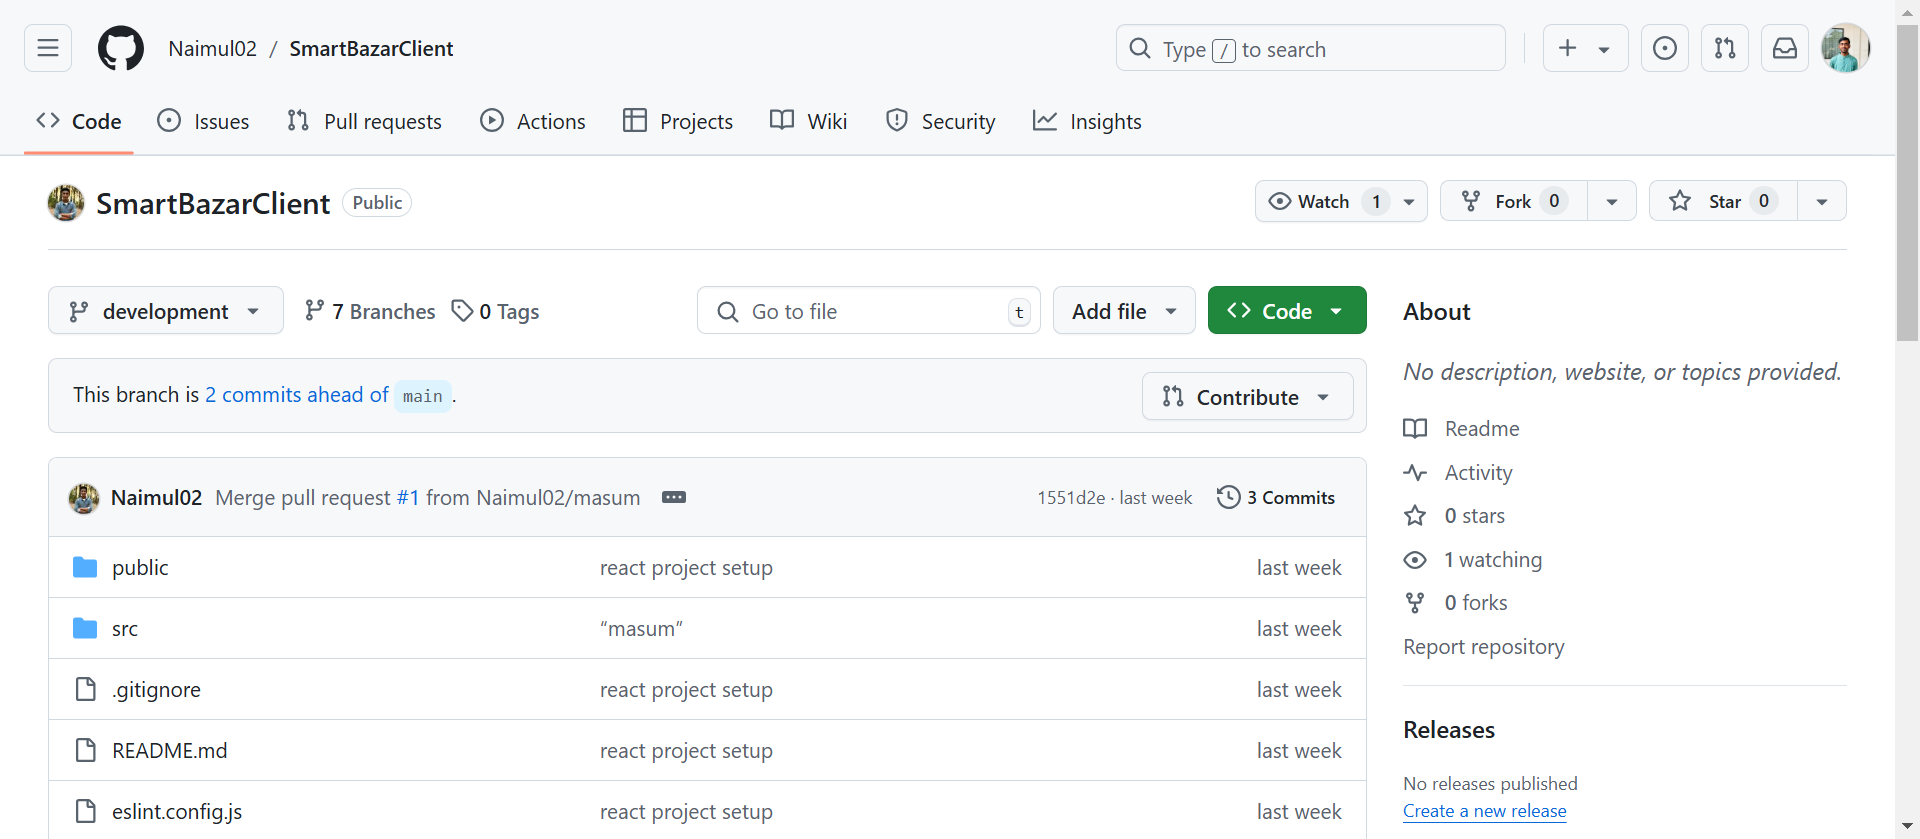 Naimul02 / SmartBazarClient
Type / to search
Code Issues Pull requests Actions Projects Wiki Security Insights
SmartBazarClient Public
Watch 1 Fork 0 Star 0
development 7 Branches 0 Tags
Go to file t Add file Code
This branch is 2 commits ahead of main .
Contribute
Naimul02 Merge pull request #1 from Naimul02/masum 1551d2e · last week 3 Commits
public react project setup last week
src “masum” last week
.gitignore react project setup last week
README.md react project setup last week
eslint.config.js react project setup last week
About
No description, website, or topics provided.
Readme
Activity
0 stars
1 watching
0 forks
Report repository
Releases
No releases published
Create a new release